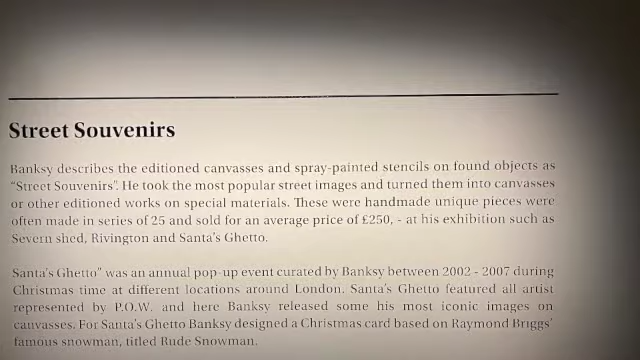 Street Souvenirs
Banksy describes the editioned canvasses and spray-painted stencils on found objects as
“Street Souvenirs”. He took the most popular street images and turned them into canvasses
or other editioned works on special materials. These were handmade unique pieces were
often made in series of 25 and sold for an average price of £250, - at his exhibition such as
Severn shed, Rivington and Santa's Ghetto.
Santa's Ghetto” was an annual pop-up event curated by Banksy between 2002 - 2007 during
Christmas time at different locations around London. Santa's Ghetto featured all artist
represented by P.O.W. and here Banksy released some his most iconic images on
canvasses. For Santa's Ghetto Banksy designed a Christmas card based on Raymond Briggs'
famous snowman, titled Rude Snowman.